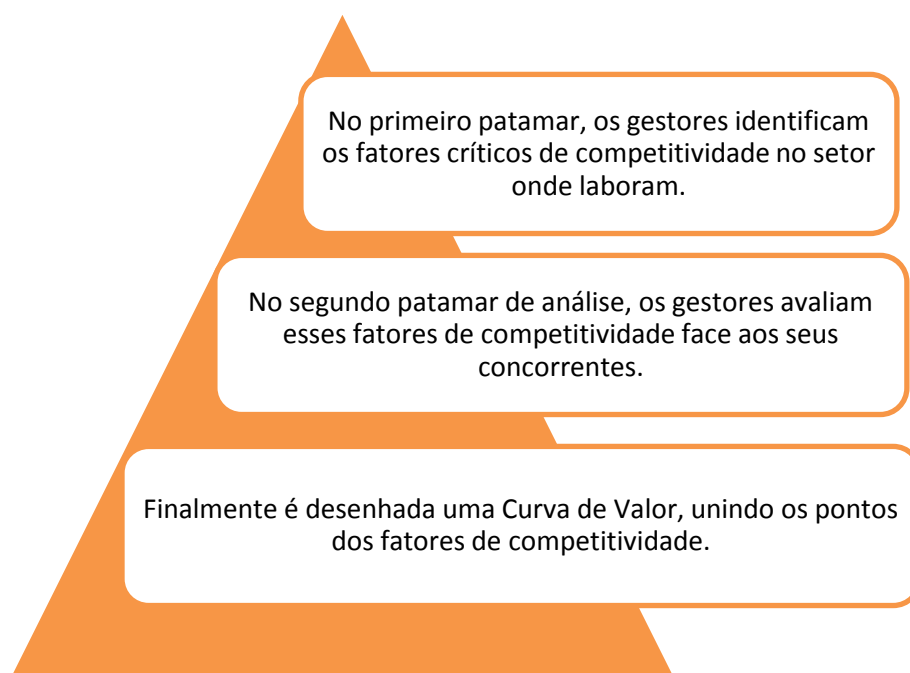 No primeiro patamar, os gestores identificam
os fatores críticos de competitividade no setor
onde laboram.
No segundo patamar de análise, os gestores avaliam
esses fatores de competitividade face aos seus
concorrentes.
Finalmente é desenhada uma Curva de Valor, unindo os pontos
dos fatores de competitividade.